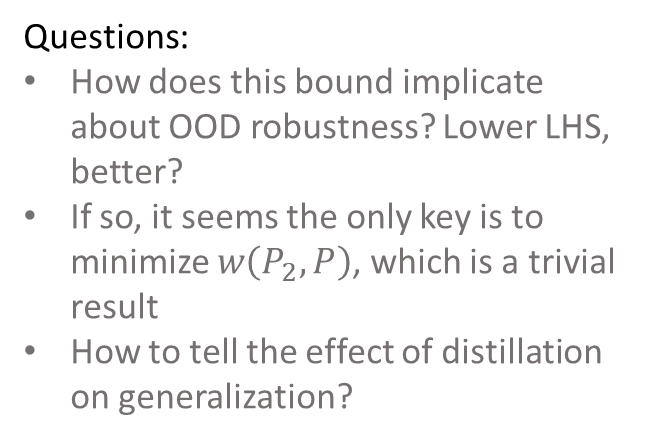 Questions:
• How does this bound implicate
about OOD robustness? Lower LHS,
better?
• If so, it seems the only key is to
minimize w(P₂, P), which is a trivial
result
• How to tell the effect of distillation
on generalization?